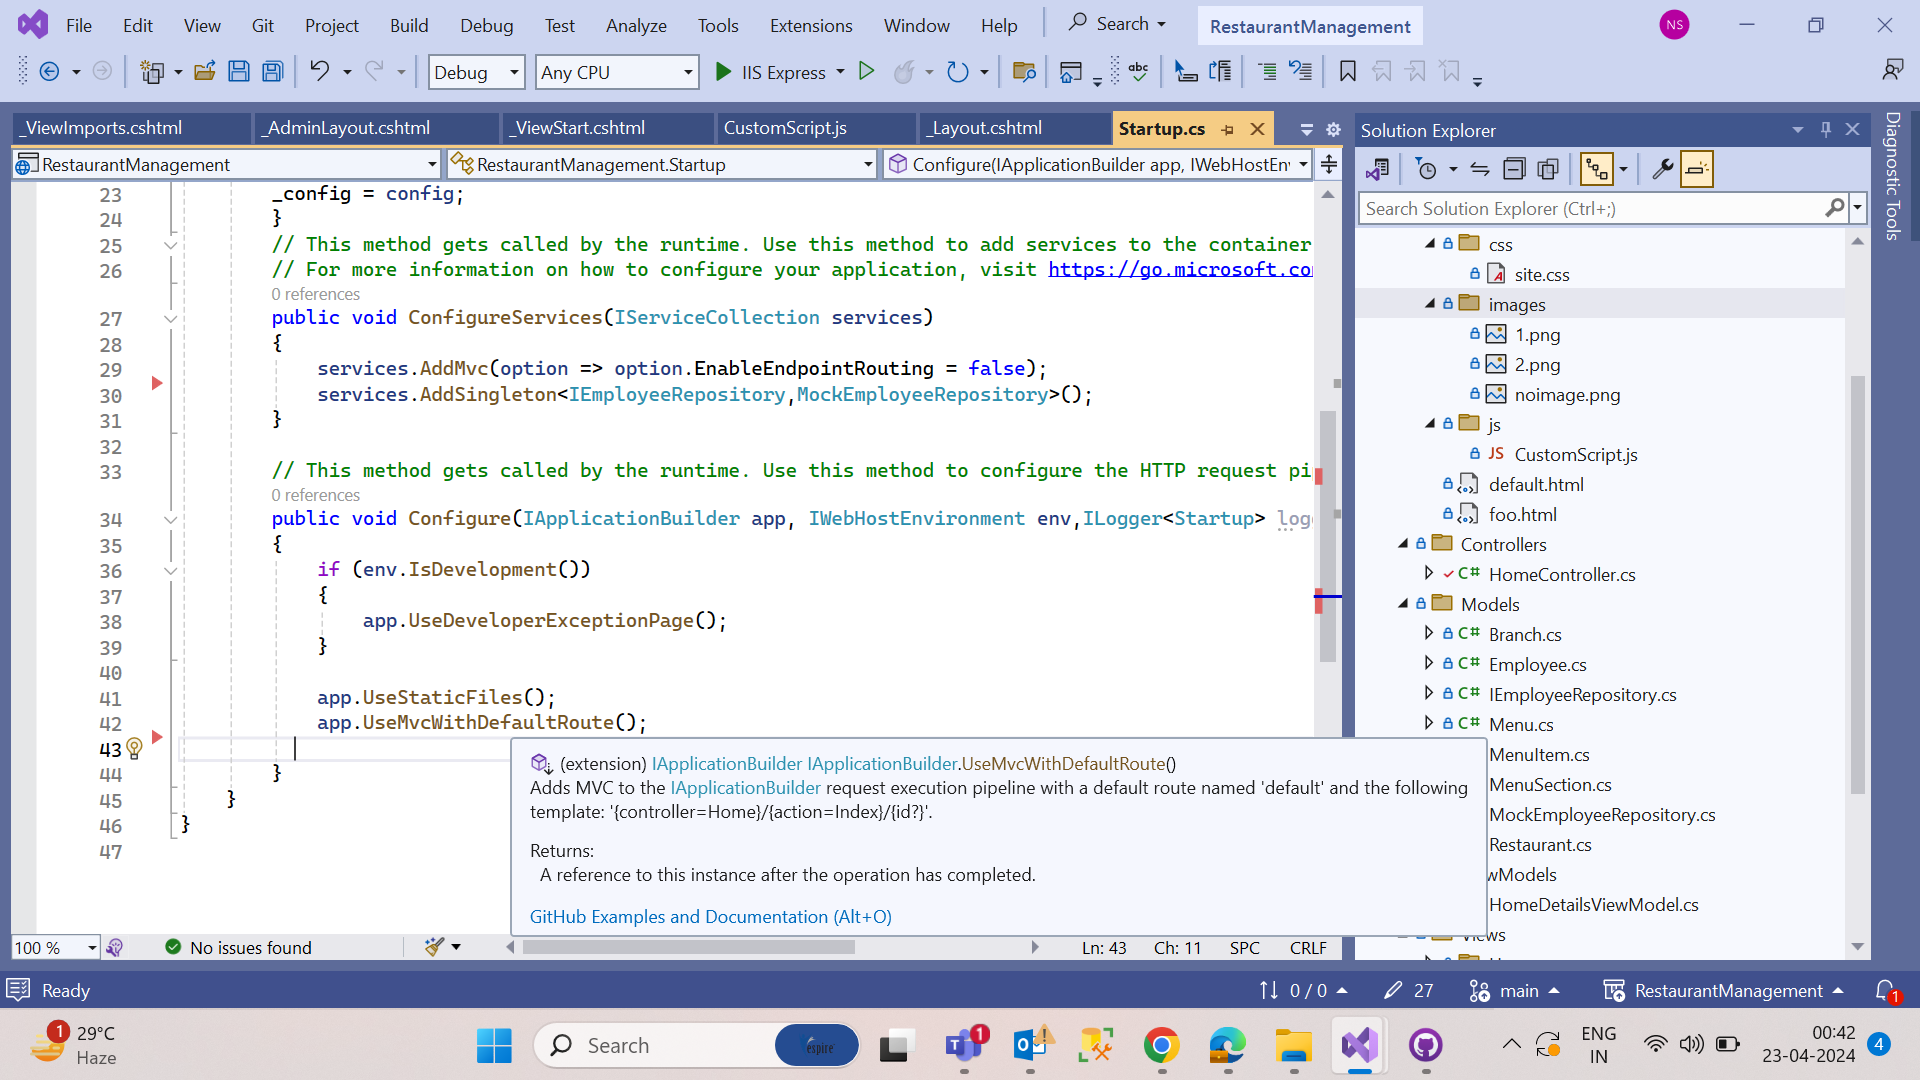 File Edit View Git Project Build Debug Test Analyze Tools Extensions Window Help Search RestaurantManagement NS
Debug Any CPU IIS Express abc
_ViewImports.cshtml _AdminLayout.cshtml _ViewStart.cshtml CustomScript.js _Layout.cshtml Startup.cs
RestaurantManagement RestaurantManagement.Startup Configure(IApplicationBuilder app, IWebHostEn
23 _config = config;
24 }
25 // This method gets called by the runtime. Use this method to add services to the container
26 // For more information on how to configure your application, visit https://go.microsoft.co
0 references
27 public void ConfigureServices(IServiceCollection services)
28 {
29 services.AddMvc(option => option.EnableEndpointRouting = false);
30 services.AddSingleton<IEmployeeRepository,MockEmployeeRepository>();
31 }
32
33 // This method gets called by the runtime. Use this method to configure the HTTP request pi
0 references
34 public void Configure(IApplicationBuilder app, IWebHostEnvironment env,ILogger<Startup> log
35 {
36 if (env.IsDevelopment())
37 {
38 app.UseDeveloperExceptionPage();
39 }
40
41 app.UseStaticFiles();
42 app.UseMvcWithDefaultRoute();
43
44 }
45 }
46 }
47
(extension) IApplicationBuilder IApplicationBuilder.UseMvcWithDefaultRoute()
Adds MVC to the IApplicationBuilder request execution pipeline with a default route named 'default' and the following
template: '{controller=Home}/{action=Index}/{id?}'.
Returns:
A reference to this instance after the operation has completed.
GitHub Examples and Documentation (Alt+O)
100 % No issues found Ln: 43 Ch: 11 SPC CRLF
Solution Explorer
Search Solution Explorer (Ctrl+;)
css
site.css
images
1.png
2.png
noimage.png
js
JS CustomScript.js
default.html
foo.html
Controllers
C# HomeController.cs
Models
C# Branch.cs
C# Employee.cs
C# IEmployeeRepository.cs
C# Menu.cs
MenuItem.cs
MenuSection.cs
MockEmployeeRepository.cs
Restaurant.cs
wModels
HomeDetailsViewModel.cs
Views
Diagnostic Tools
Ready 0 / 0 27 main RestaurantManagement 1
1 29°C
Haze
Search espire 1
ENG
IN
00:42
23-04-2024
4